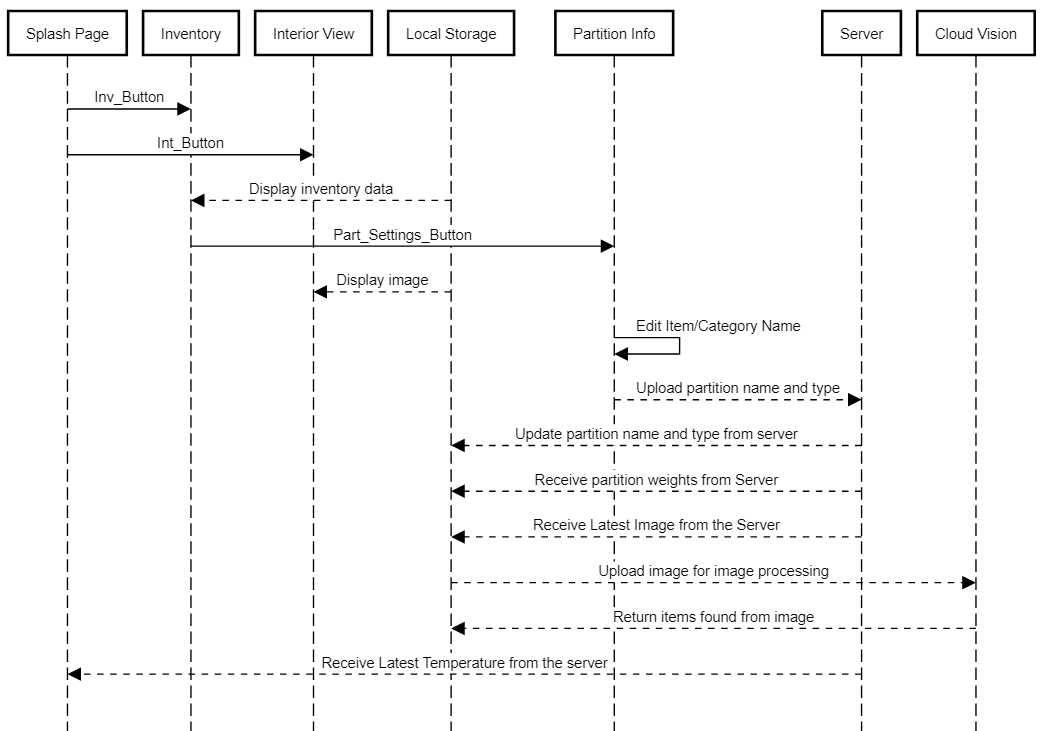 Splash Page
Inventory
Interior View
Local Storage
Partition Info
Server
Cloud Vision
Inv_Button
Int_Button
Display inventory data
Part_Settings_Button
Display image
Edit Item/Category Name
Upload partition name and type
Update partition name and type from server
Receive partition weights from Server
Receive Latest Image from the Server
Upload image for image processing
Return items found from image
Receive Latest Temperature from the server